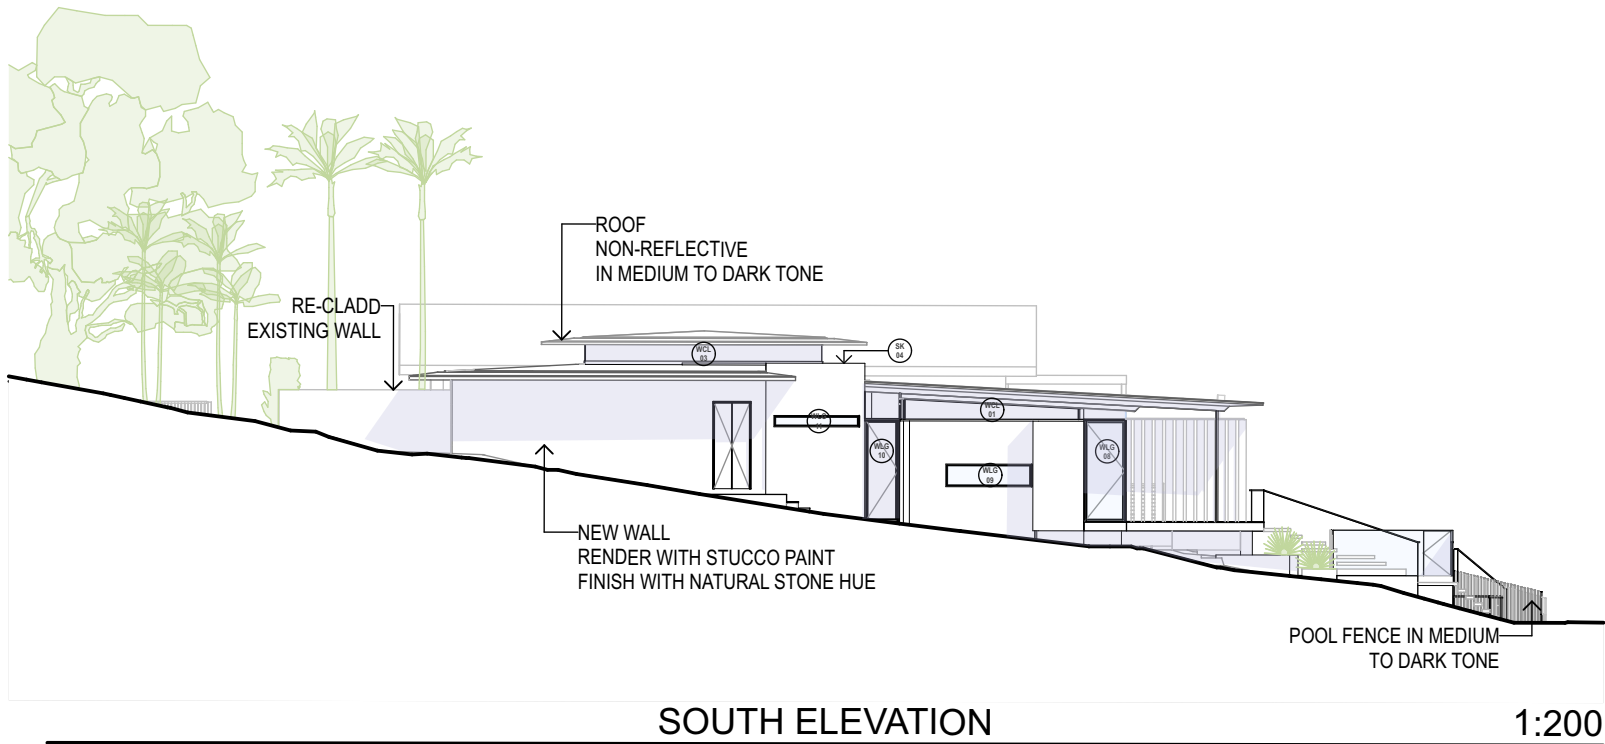 ROOF
NON-REFLECTIVE
IN MEDIUM TO DARK TONE
RE-CLADD
EXISTING WALL
WCL
03
SK
04
WCL
01
WLG
11
WLG
10
WLG
09
WLG
08
NEW WALL
RENDER WITH STUCCO PAINT
FINISH WITH NATURAL STONE HUE
POOL FENCE IN MEDIUM
TO DARK TONE
SOUTH ELEVATION
1:200